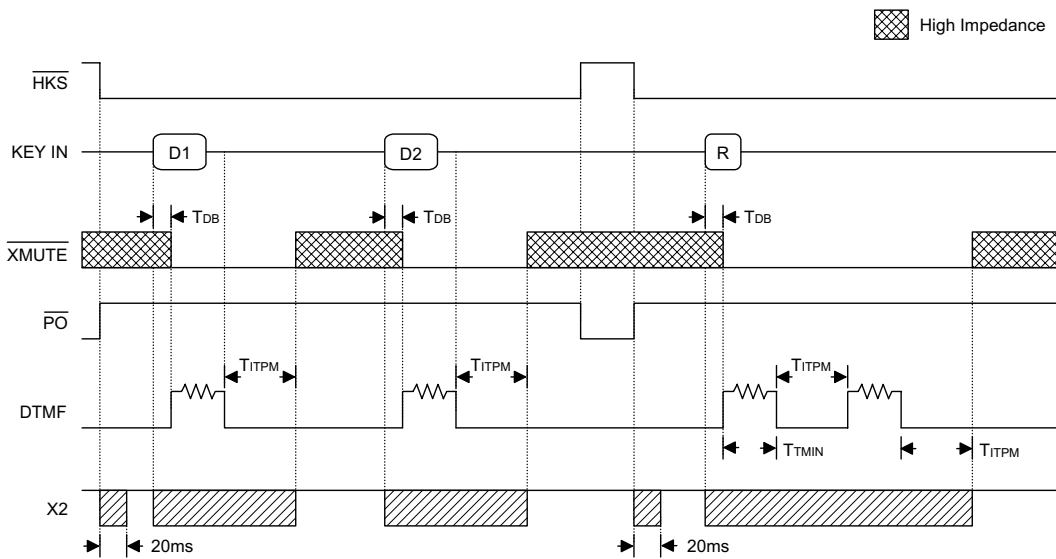 High Impedance
HKS
KEY IN D1 D2 R
TDB TDB TDB
XMUTE
PO
TITPM TITPM TITPM
DTMF
TTMIN TITPM
X2
20ms 20ms